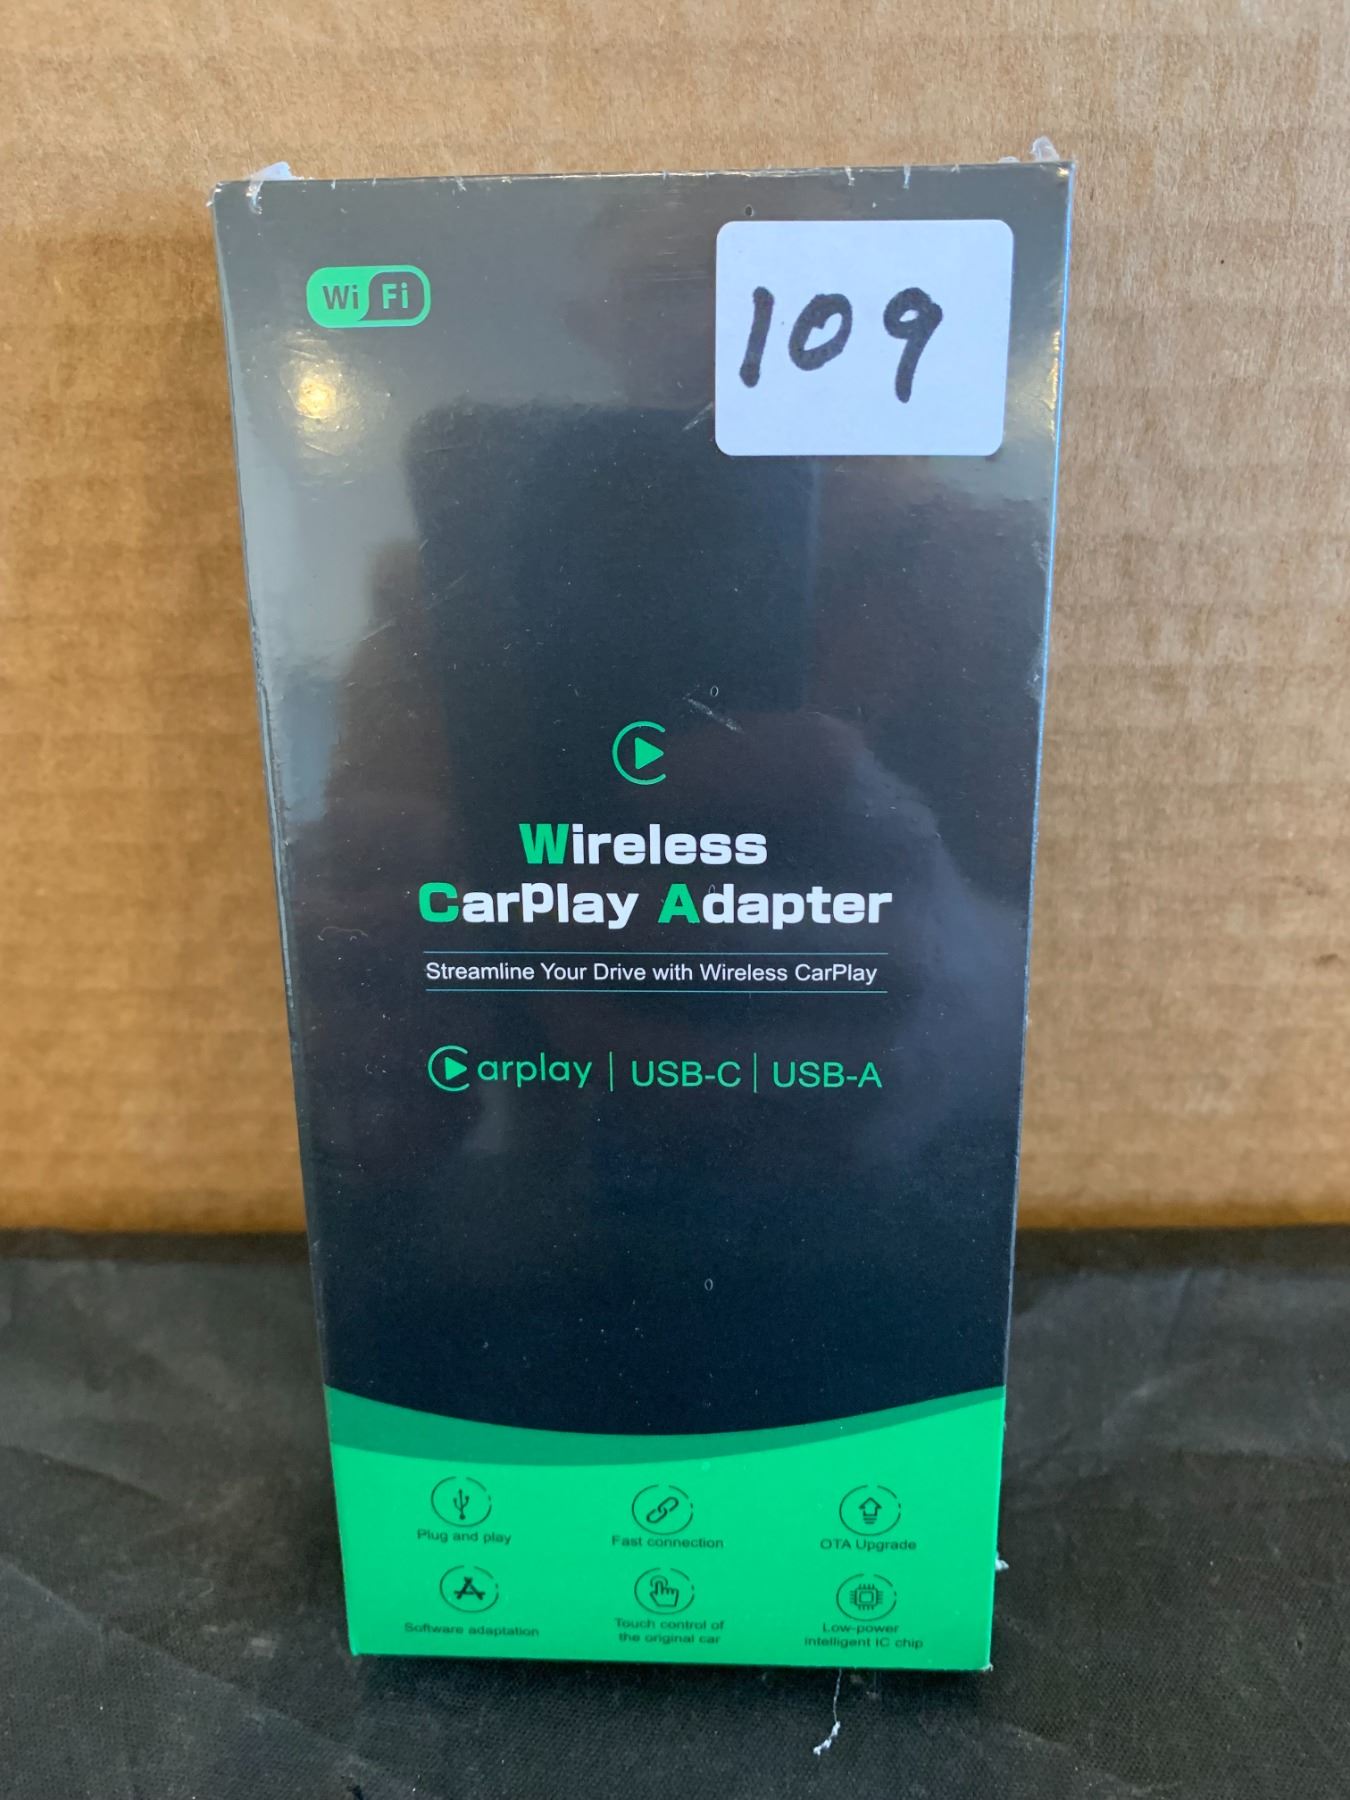 Wi Fi
109
Wireless
CarPlay Adapter
Streamline Your Drive with Wireless CarPlay
Carplay | USB-C | USB-A
Plug and play
Fast connection
OTA Upgrade
Software adaptation
Touch control of
the original car
Low-power
intelligent IC chip